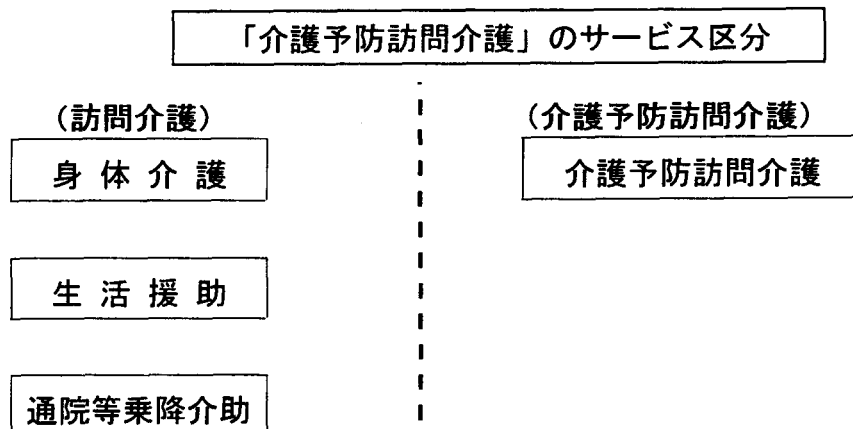 「介護予防訪問介護」のサービス区分
（訪問介護）
身体介護
生活援助
通院等乗降介助
（介護予防訪問介護）
介護予防訪問介護